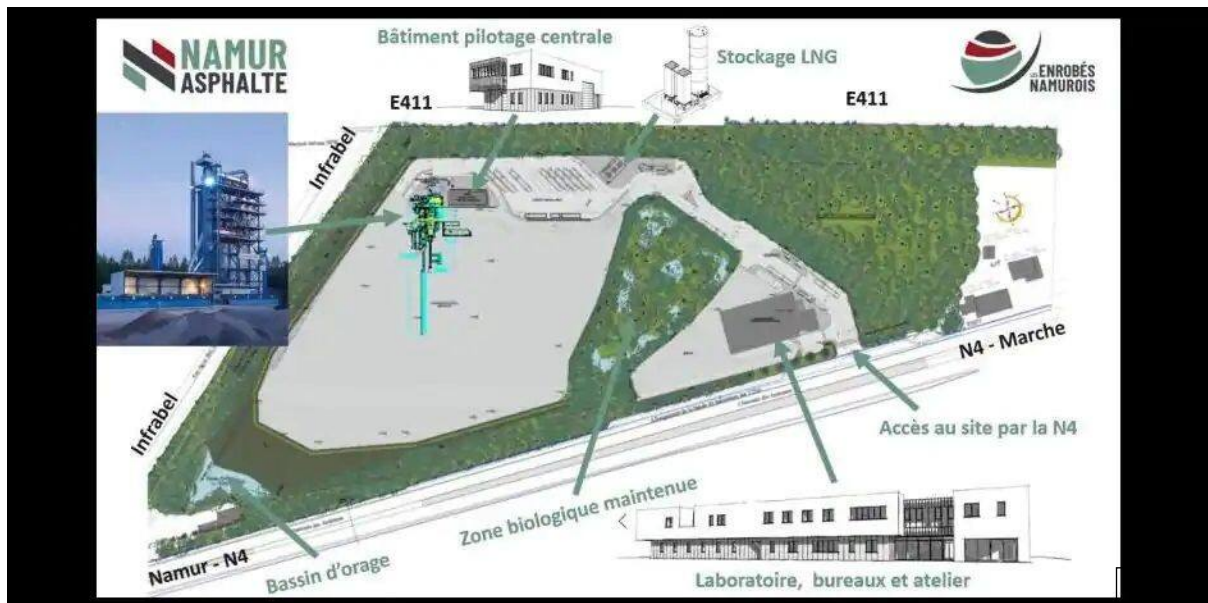 NAMUR
ASPHALTE
Bâtiment pilotage centrale
Stockage LNG
LES ENROBÉS
NAMUROIS
E411
E411
Infrabel
N4 - Marche
Infrabel
Accès au site par la N4
Zone biologique maintenue
Namur - N4
Bassin d'orage
Laboratoire, bureaux et atelier